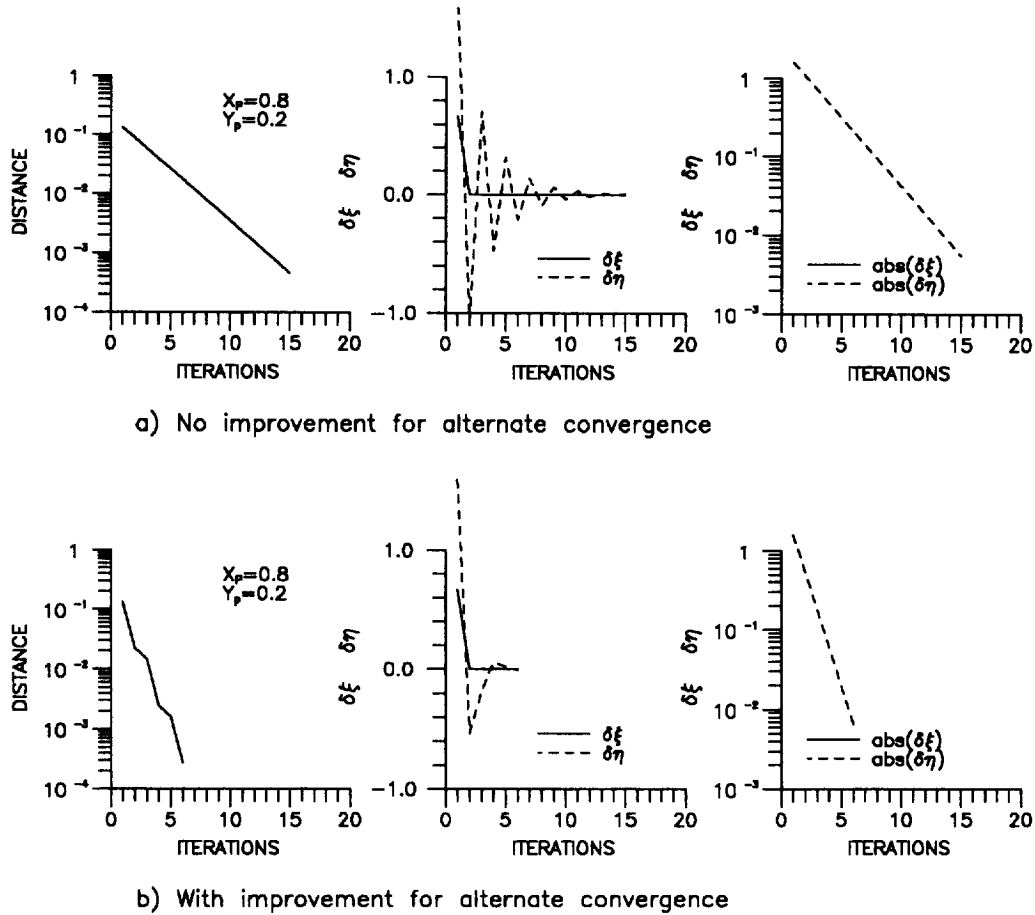 1
10⁻¹
10⁻²
10⁻³
10⁻⁴
DISTANCE
Xₚ=0.8
Yₚ=0.2
0 5 10 15 20
ITERATIONS
1.0
0.0
−1.0
δξ δη
δξ
δη
0 5 10 15 20
ITERATIONS
1
10⁻¹
10⁻²
10⁻³
δξ δη
abs(δξ)
abs(δη)
0 5 10 15 20
ITERATIONS
a) No improvement for alternate convergence
1
10⁻¹
10⁻²
10⁻³
10⁻⁴
DISTANCE
Xₚ=0.8
Yₚ=0.2
0 5 10 15 20
ITERATIONS
1.0
0.0
−1.0
δξ δη
δξ
δη
0 5 10 15 20
ITERATIONS
1
10⁻¹
10⁻²
10⁻³
δξ δη
abs(δξ)
abs(δη)
0 5 10 15 20
ITERATIONS
b) With improvement for alternate convergence